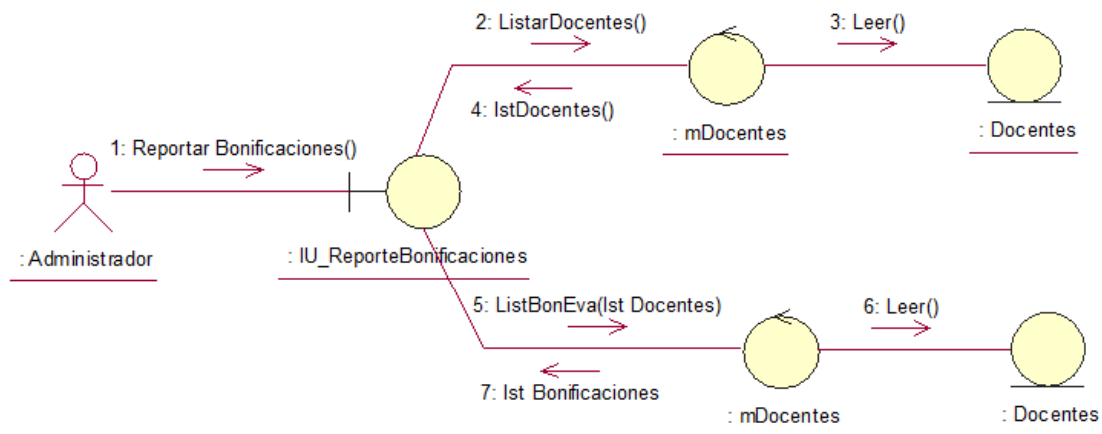 2: ListarDocentes()
3: Leer()
4: lstDocentes()
: mDocentes
: Docentes
1: Reportar Bonificaciones()
: Administrador
: IU_ReporteBonificaciones
5: ListBonEva(lst Docentes)
6: Leer()
7: lst Bonificaciones
: mDocentes
: Docentes